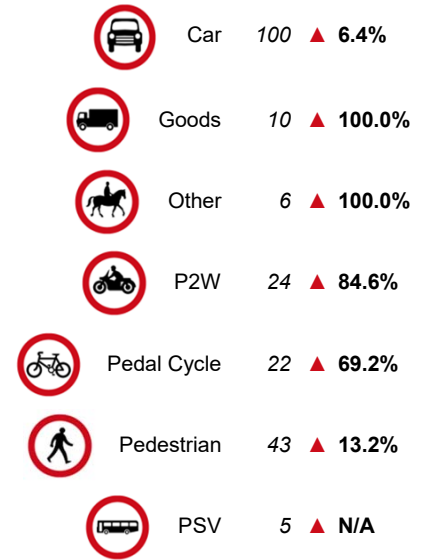 Car 100 ▲ 6.4%
Goods 10 ▲ 100.0%
Other 6 ▲ 100.0%
P2W 24 ▲ 84.6%
Pedal Cycle 22 ▲ 69.2%
Pedestrian 43 ▲ 13.2%
PSV 5 ▲ N/A